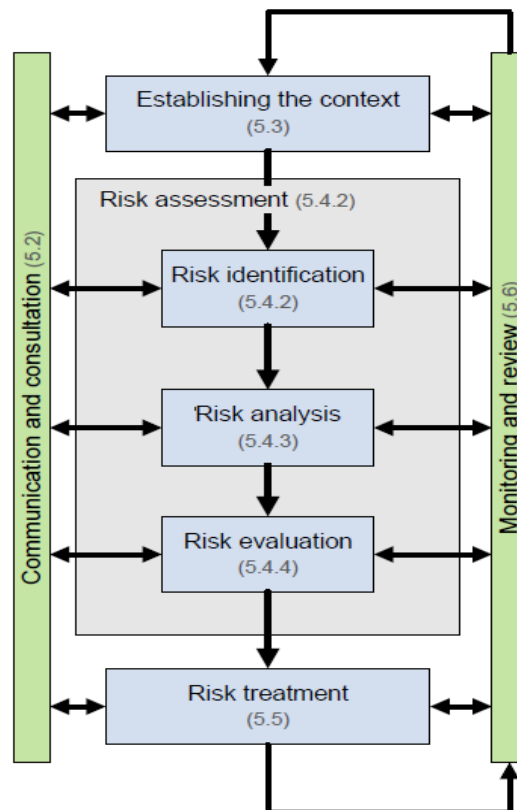 Establishing the context
(5.3)
Risk assessment (5.4.2)
Risk identification
(5.4.2)
'Risk analysis
(5.4.3)
Risk evaluation
(5.4.4)
Risk treatment
(5.5)
Communication and consultation (5.2)
Monitoring and review (5.6)